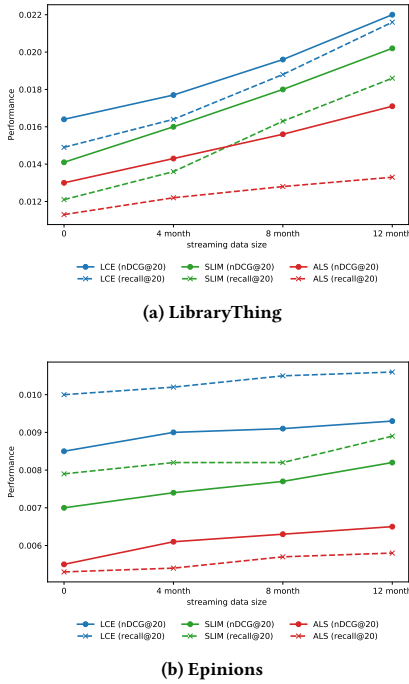 0.022
0.020
0.018
0.016
0.014
0.012
Performance
0 4 month 8 month 12 month
streaming data size
LCE (nDCG@20) SLIM (nDCG@20) ALS (nDCG@20)
LCE (recall@20) SLIM (recall@20) ALS (recall@20)
(a) LibraryThing
0.010
0.009
0.008
0.007
0.006
Performance
0 4 month 8 month 12 month
streaming data size
LCE (nDCG@20) SLIM (nDCG@20) ALS (nDCG@20)
LCE (recall@20) SLIM (recall@20) ALS (recall@20)
(b) Epinions